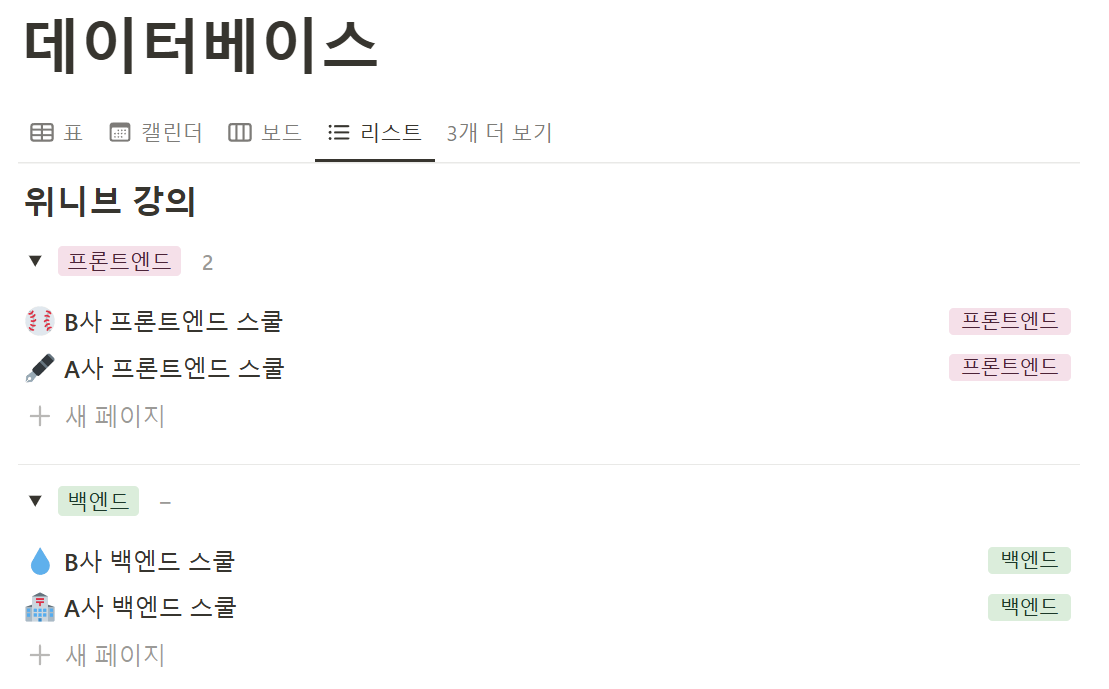 데이터베이스
표 캘린더 보드 리스트 3개 더 보기
위니브 강의
프론트엔드 2
B사 프론트엔드 스쿨 프론트엔드
A사 프론트엔드 스쿨 프론트엔드
새 페이지
백엔드 –
B사 백엔드 스쿨 백엔드
A사 백엔드 스쿨 백엔드
새 페이지